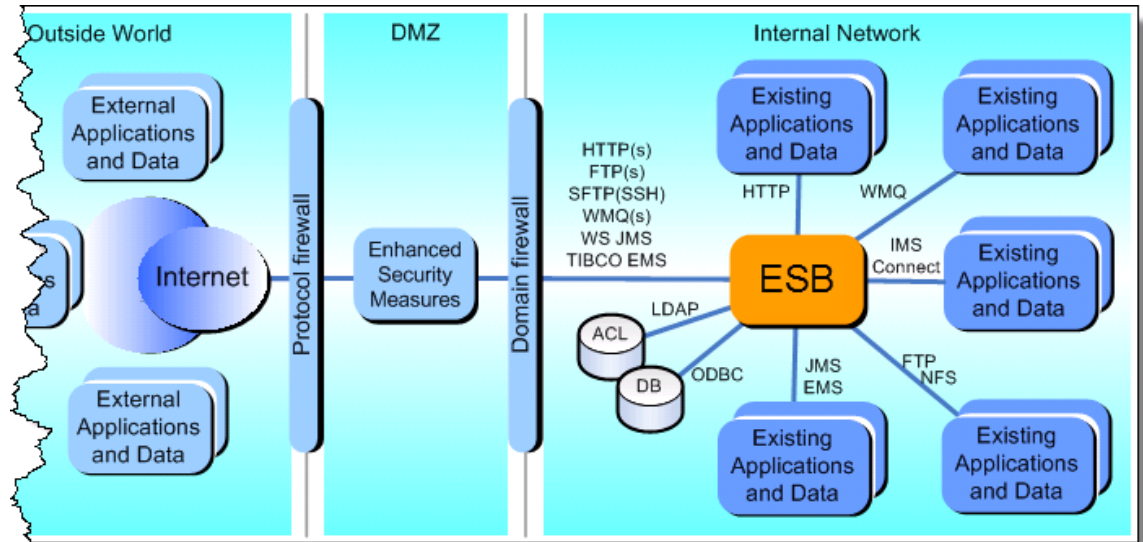 Outside World
DMZ
Internal Network
External
Applications
and Data
Internet
s
a
External
Applications
and Data
Protocol firewall
Enhanced
Security
Measures
Domain firewall
HTTP(s)
FTP(s)
SFTP(SSH)
WMQ(s)
WS JMS
TIBCO EMS
ESB
LDAP
ACL
ODBC
DB
HTTP
Existing
Applications
and Data
WMQ
Existing
Applications
and Data
IMS
Connect
Existing
Applications
and Data
JMS
EMS
Existing
Applications
and Data
FTP
NFS
Existing
Applications
and Data